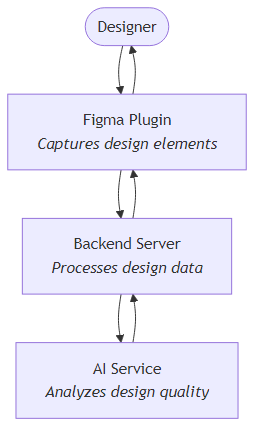 Designer
Figma Plugin
Captures design elements
Backend Server
Processes design data
AI Service
Analyzes design quality